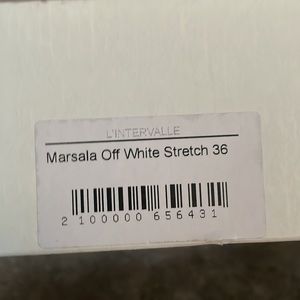 L'INTERVALLE
Marsala Off White Stretch 36
2 100000 656431